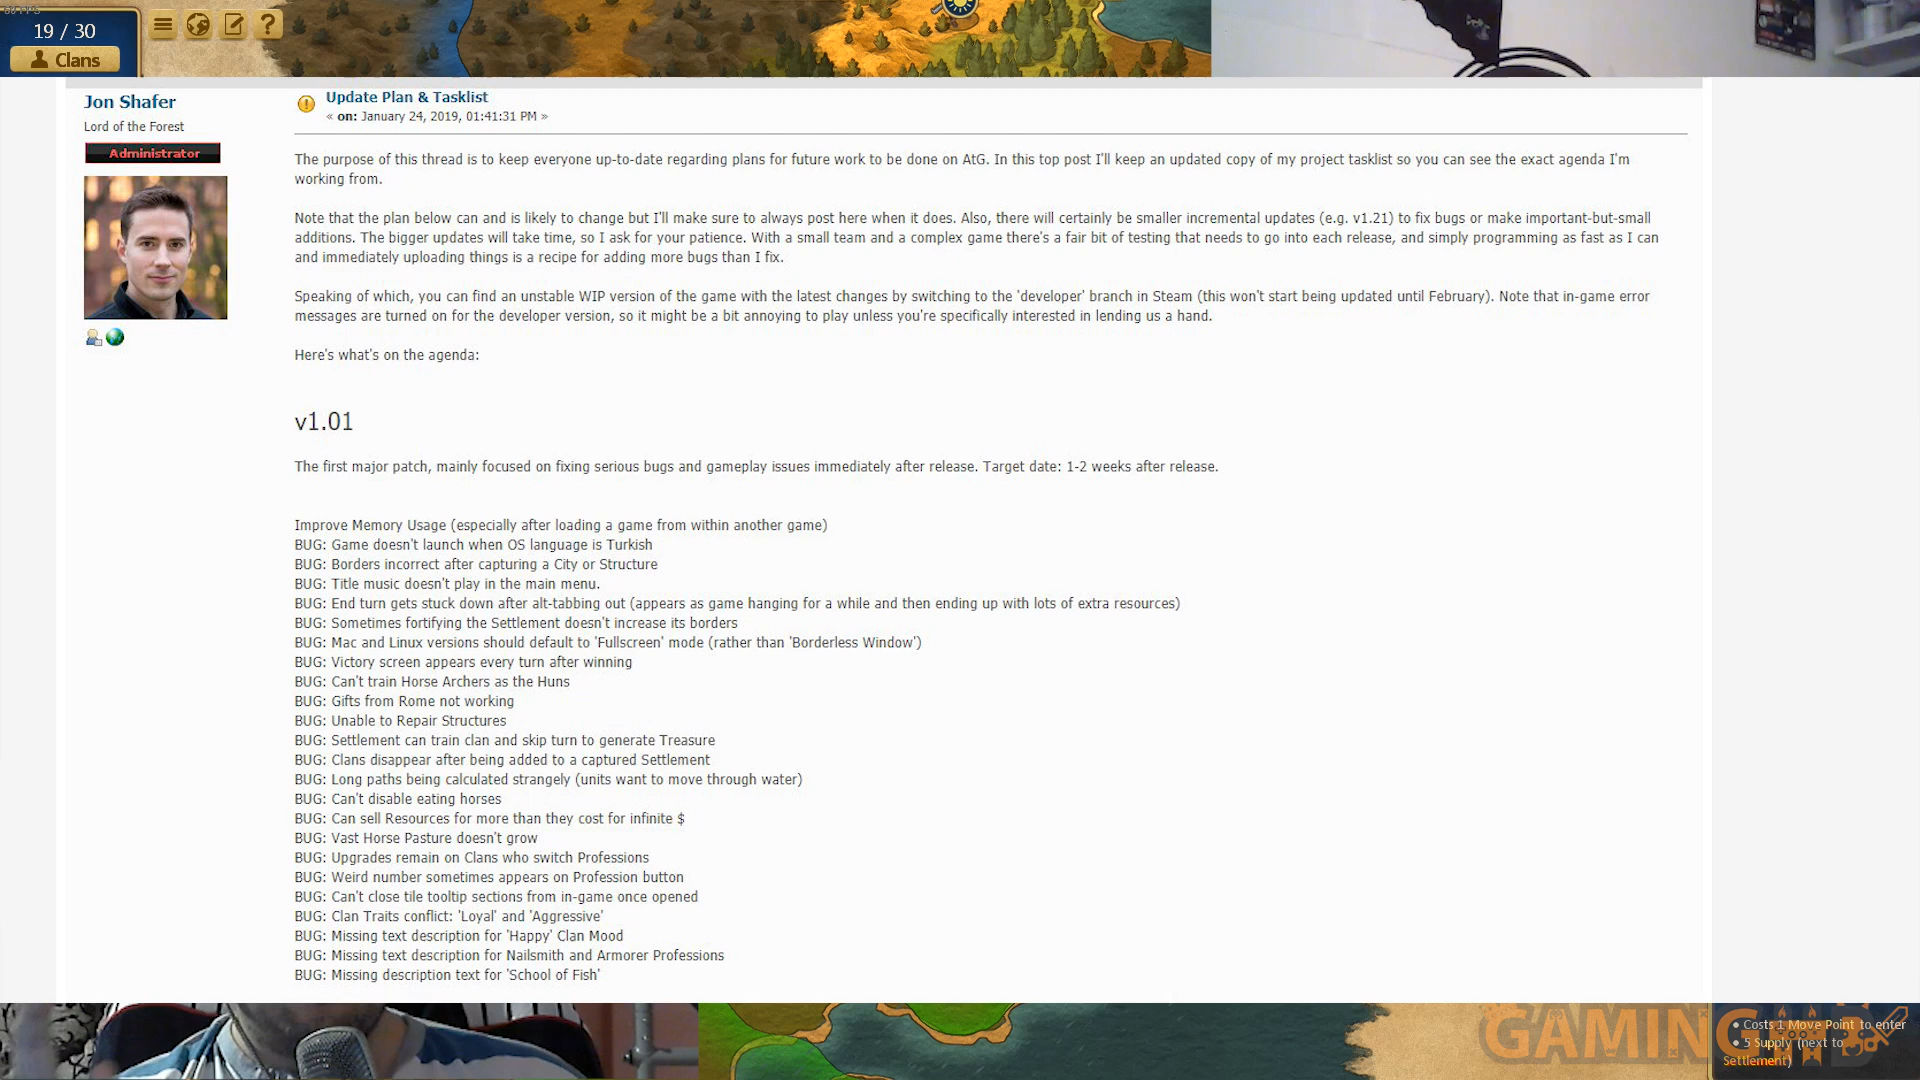 60 FPS
19 / 30
Clans
Jon Shafer
Lord of the Forest
Administrator
Update Plan & Tasklist
« on: January 24, 2019, 01:41:31 PM »
The purpose of this thread is to keep everyone up-to-date regarding plans for future work to be done on AtG. In this top post I'll keep an updated copy of my project tasklist so you can see the exact agenda I'm
working from.
Note that the plan below can and is likely to change but I'll make sure to always post here when it does. Also, there will certainly be smaller incremental updates (e.g. v1.21) to fix bugs or make important-but-small
additions. The bigger updates will take time, so I ask for your patience. With a small team and a complex game there's a fair bit of testing that needs to go into each release, and simply programming as fast as I can
and immediately uploading things is a recipe for adding more bugs than I fix.
Speaking of which, you can find an unstable WIP version of the game with the latest changes by switching to the 'developer' branch in Steam (this won't start being updated until February). Note that in-game error
messages are turned on for the developer version, so it might be a bit annoying to play unless you're specifically interested in lending us a hand.
Here's what's on the agenda:
v1.01
The first major patch, mainly focused on fixing serious bugs and gameplay issues immediately after release. Target date: 1-2 weeks after release.
Improve Memory Usage (especially after loading a game from within another game)
BUG: Game doesn't launch when OS language is Turkish
BUG: Borders incorrect after capturing a City or Structure
BUG: Title music doesn't play in the main menu.
BUG: End turn gets stuck down after alt-tabbing out (appears as game hanging for a while and then ending up with lots of extra resources)
BUG: Sometimes fortifying the Settlement doesn't increase its borders
BUG: Mac and Linux versions should default to 'Fullscreen' mode (rather than 'Borderless Window')
BUG: Victory screen appears every turn after winning
BUG: Can't train Horse Archers as the Huns
BUG: Gifts from Rome not working
BUG: Unable to Repair Structures
BUG: Settlement can train clan and skip turn to generate Treasure
BUG: Clans disappear after being added to a captured Settlement
BUG: Long paths being calculated strangely (units want to move through water)
BUG: Can't disable eating horses
BUG: Can sell Resources for more than they cost for infinite $
BUG: Vast Horse Pasture doesn't grow
BUG: Upgrades remain on Clans who switch Professions
BUG: Weird number sometimes appears on Profession button
BUG: Can't close tile tooltip sections from in-game once opened
BUG: Clan Traits conflict: 'Loyal' and 'Aggressive'
BUG: Missing text description for 'Happy' Clan Mood
BUG: Missing text description for Nailsmith and Armorer Professions
BUG: Missing description text for 'School of Fish'
GAMING
• Costs 1 Move Point to enter
• 5 Supply (next to
Settlement)